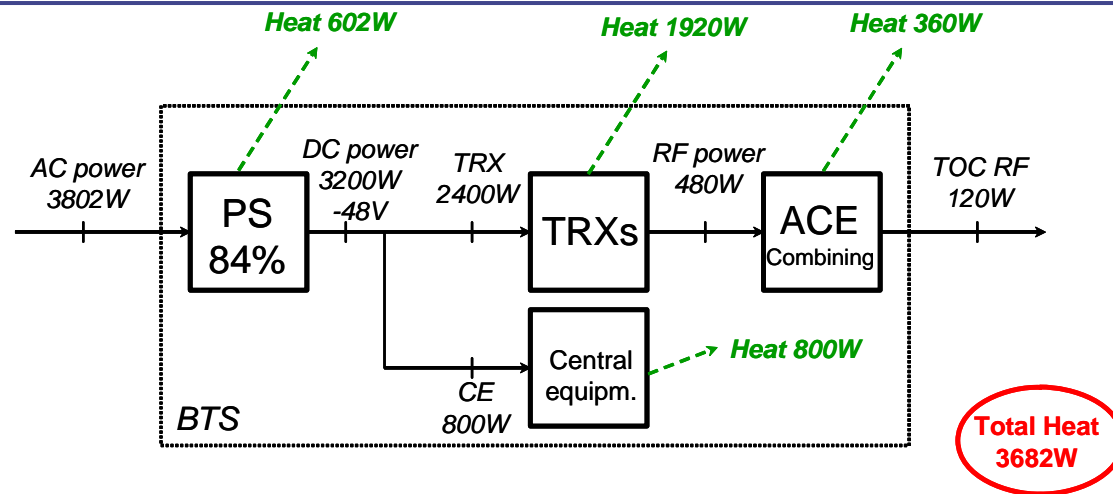 Heat 602W
Heat 1920W
Heat 360W
AC power
3802W
PS
84%
DC power
3200W
-48V
TRX
2400W
TRXs
RF power
480W
ACE
Combining
TOC RF
120W
Central
equipm.
Heat 800W
CE
800W
BTS
Total Heat
3682W